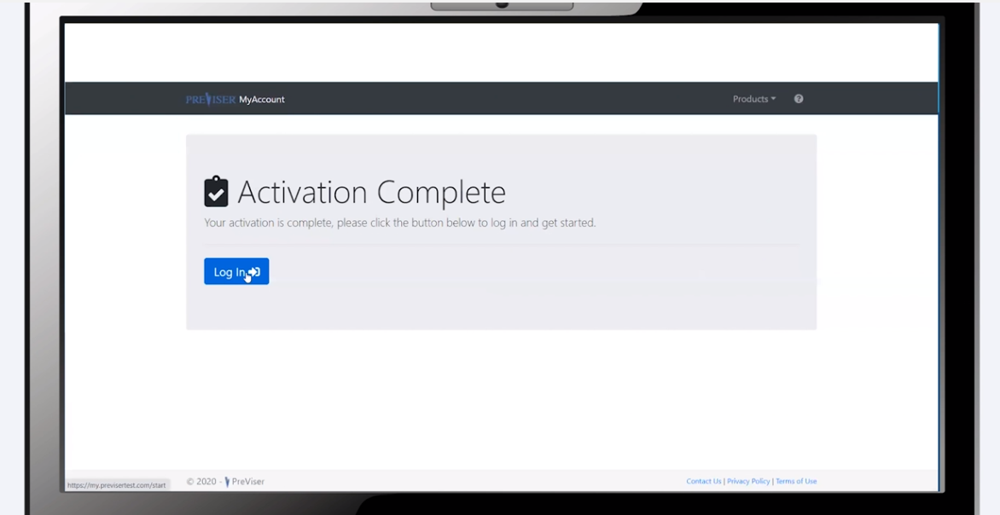 PREVISER MyAccount
Products
Activation Complete
Your activation is complete, please click the button below to log in and get started.
Log In
https://my.previsertest.com/start
© 2020 - PreViser
Contact Us | Privacy Policy | Terms of Use